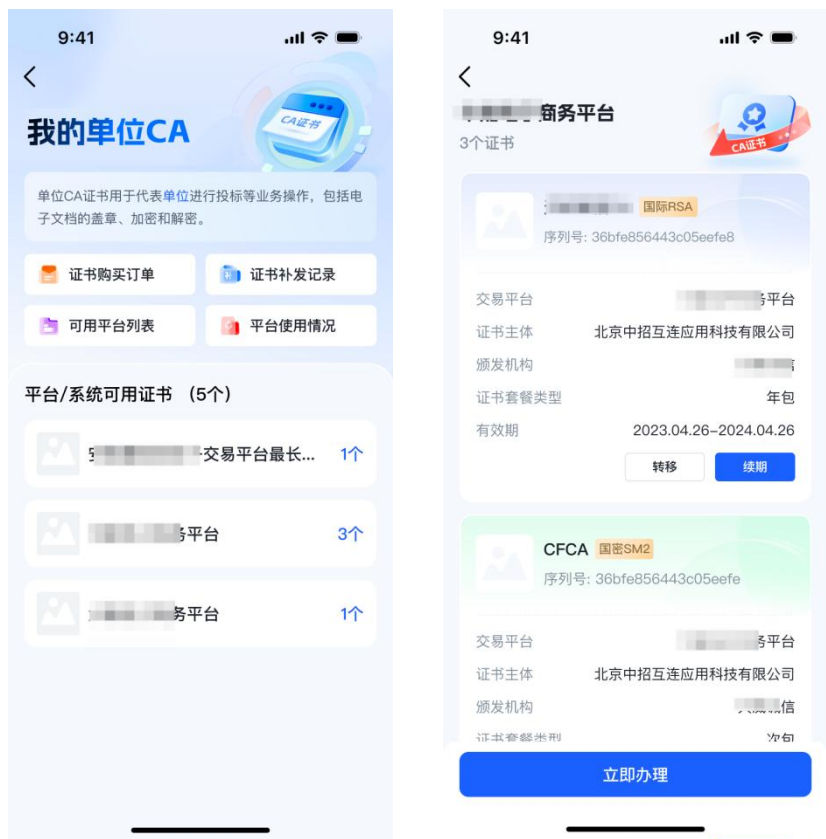 9:41
我的单位CA
CA证书
单位CA证书用于代表单位进行投标等业务操作，包括电
子文档的盖章、加密和解密。
证书购买订单
证书补发记录
可用平台列表
平台使用情况
平台/系统可用证书 （5个）
交易平台最长... 1个
务平台 3个
务平台 1个
9:41
商务平台
3个证书
CA证书
国际RSA
序列号: 36bfe856443c05eefe8
交易平台 务平台
证书主体 北京中招互连应用科技有限公司
颁发机构
证书套餐类型 年包
有效期 2023.04.26-2024.04.26
转移 续期
CFCA 国密SM2
序列号: 36bfe856443c05eefe
交易平台 务平台
证书主体 北京中招互连应用科技有限公司
颁发机构 信
证书套餐类型 次包
立即办理